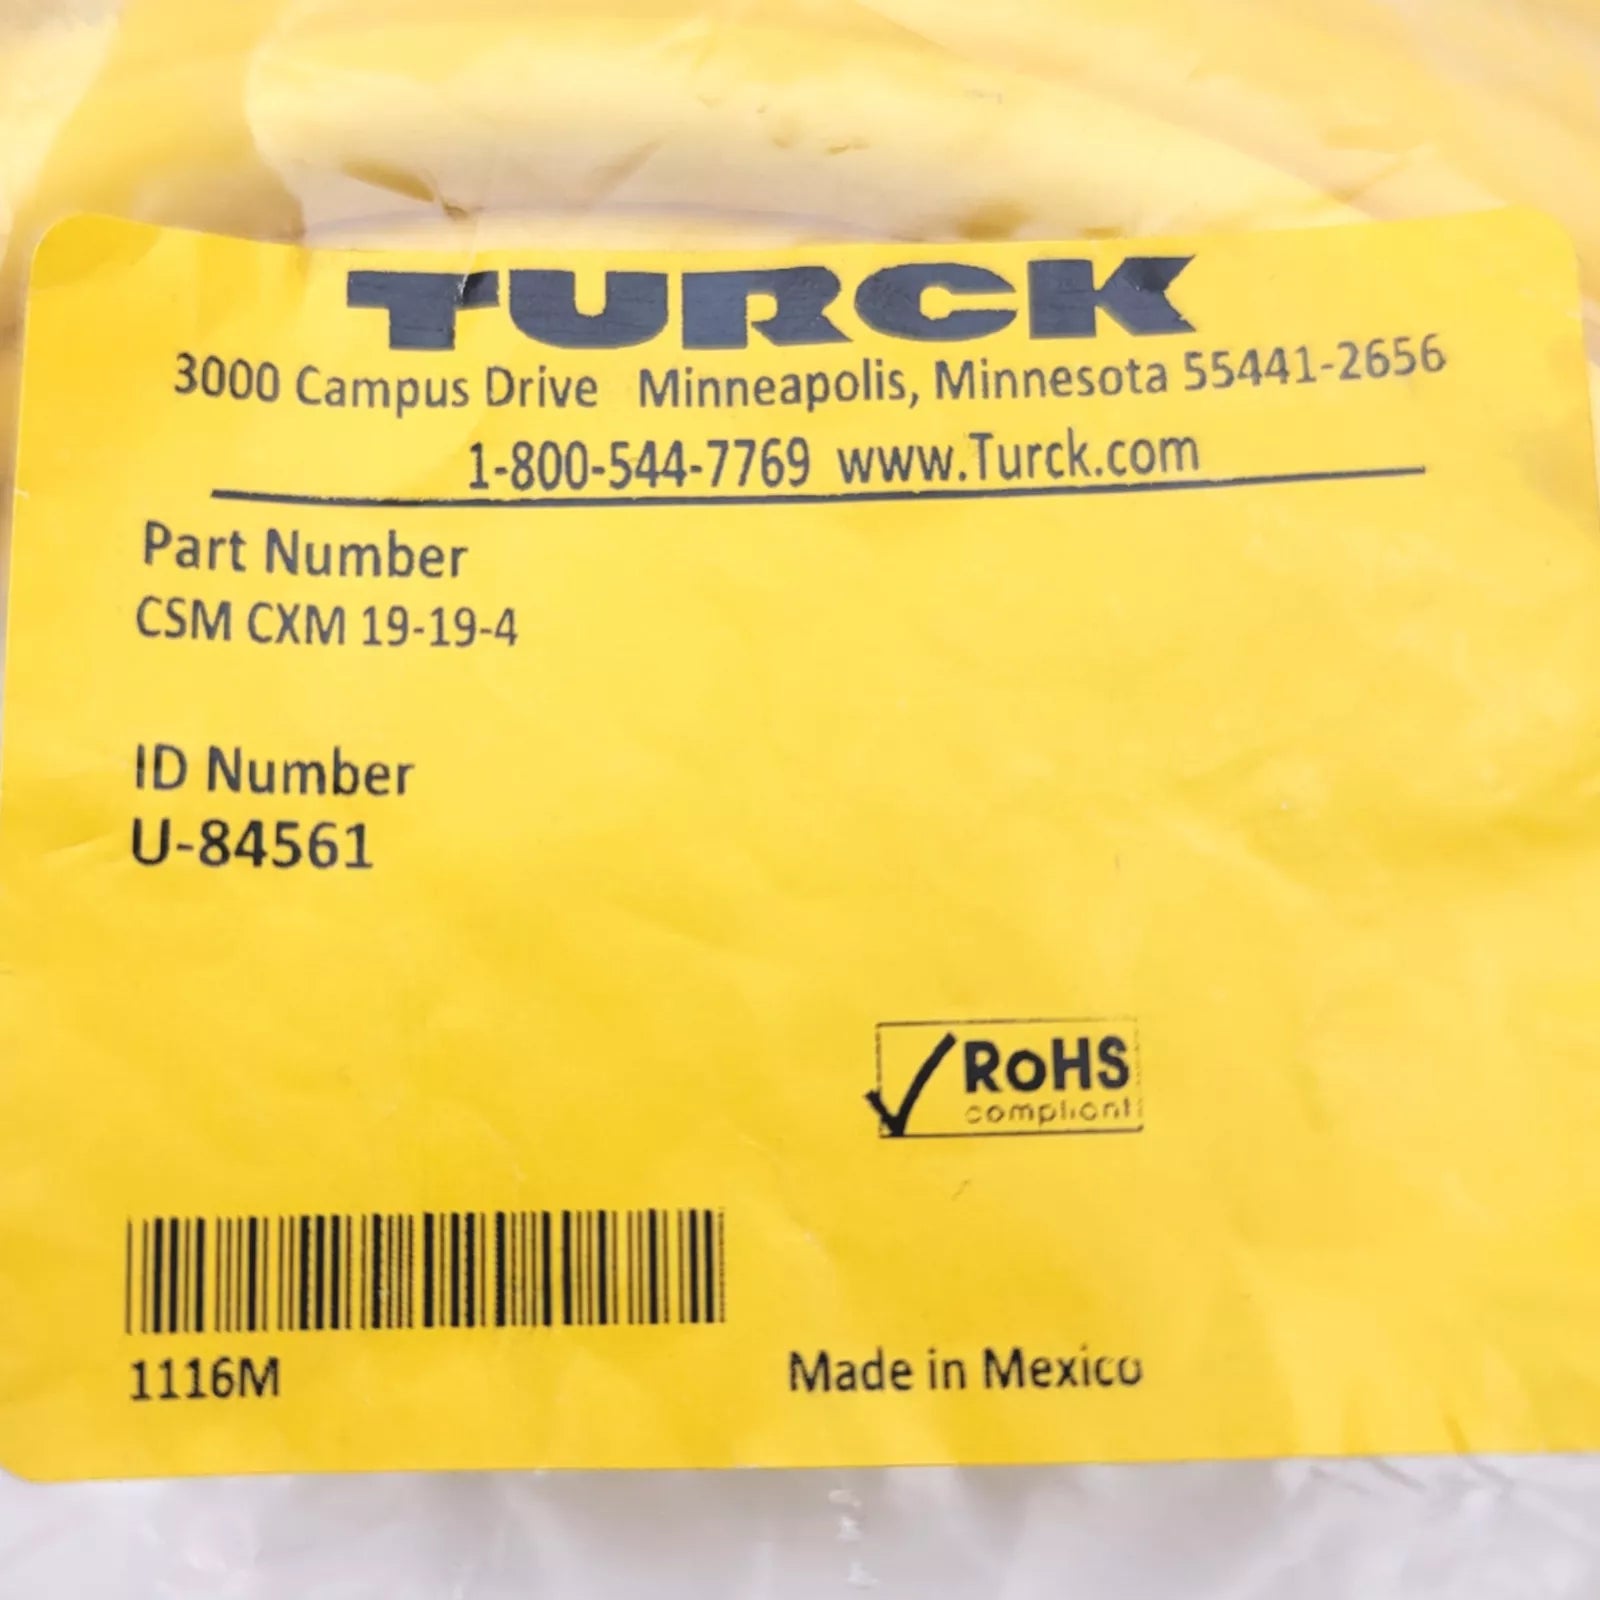 TURCK
3000 Campus Drive Minneapolis, Minnesota 55441-2656
1-800-544-7769 www.Turck.com
Part Number
CSM CXM 19-19-4
ID Number
U-84561
RoHS
compliant
1116M
Made in Mexico